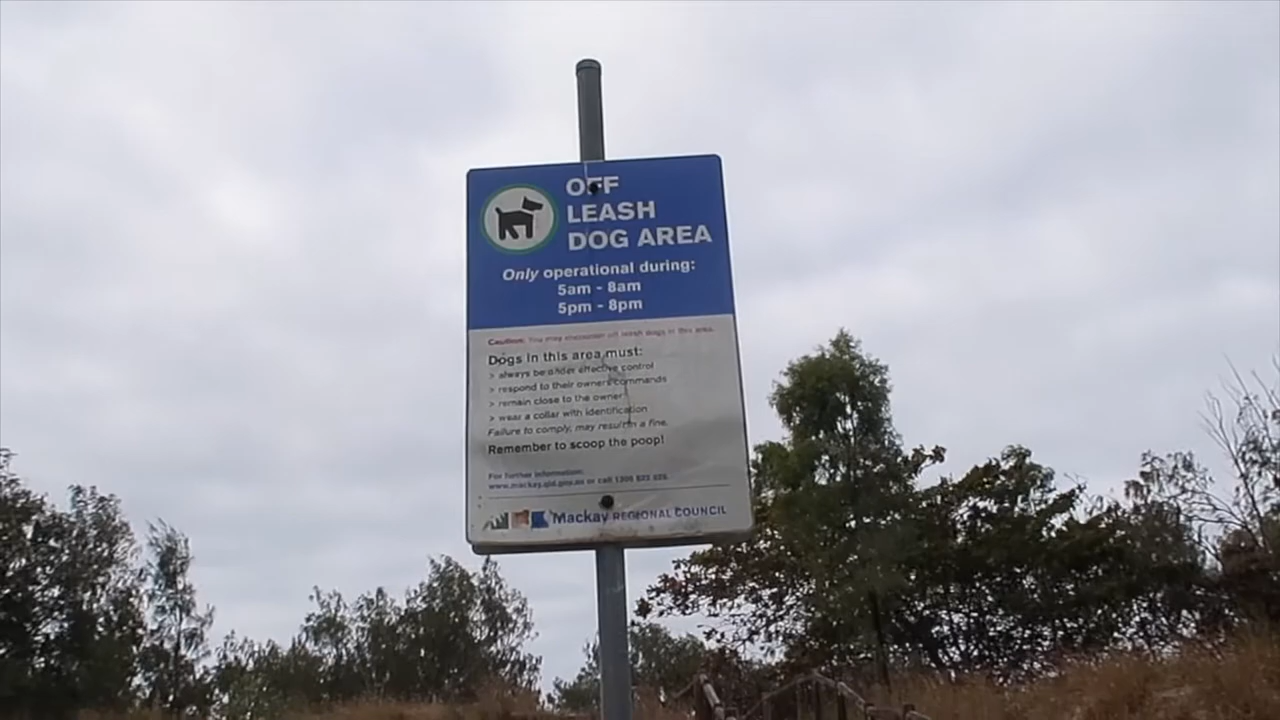 OFF
LEASH
DOG AREA
Only operational during:
5am - 8am
5pm - 8pm
Caution: You may encounter off leash dogs in this area.
Dogs in this area must:
> always be under effective control
> respond to their owners commands
> remain close to the owner
> wear a collar with identification
Failure to comply, may result in a fine.
Remember to scoop the poop!
For further information:
www.mackay.qld.gov.au or call 1300 622 529.
Mackay REGIONAL COUNCIL